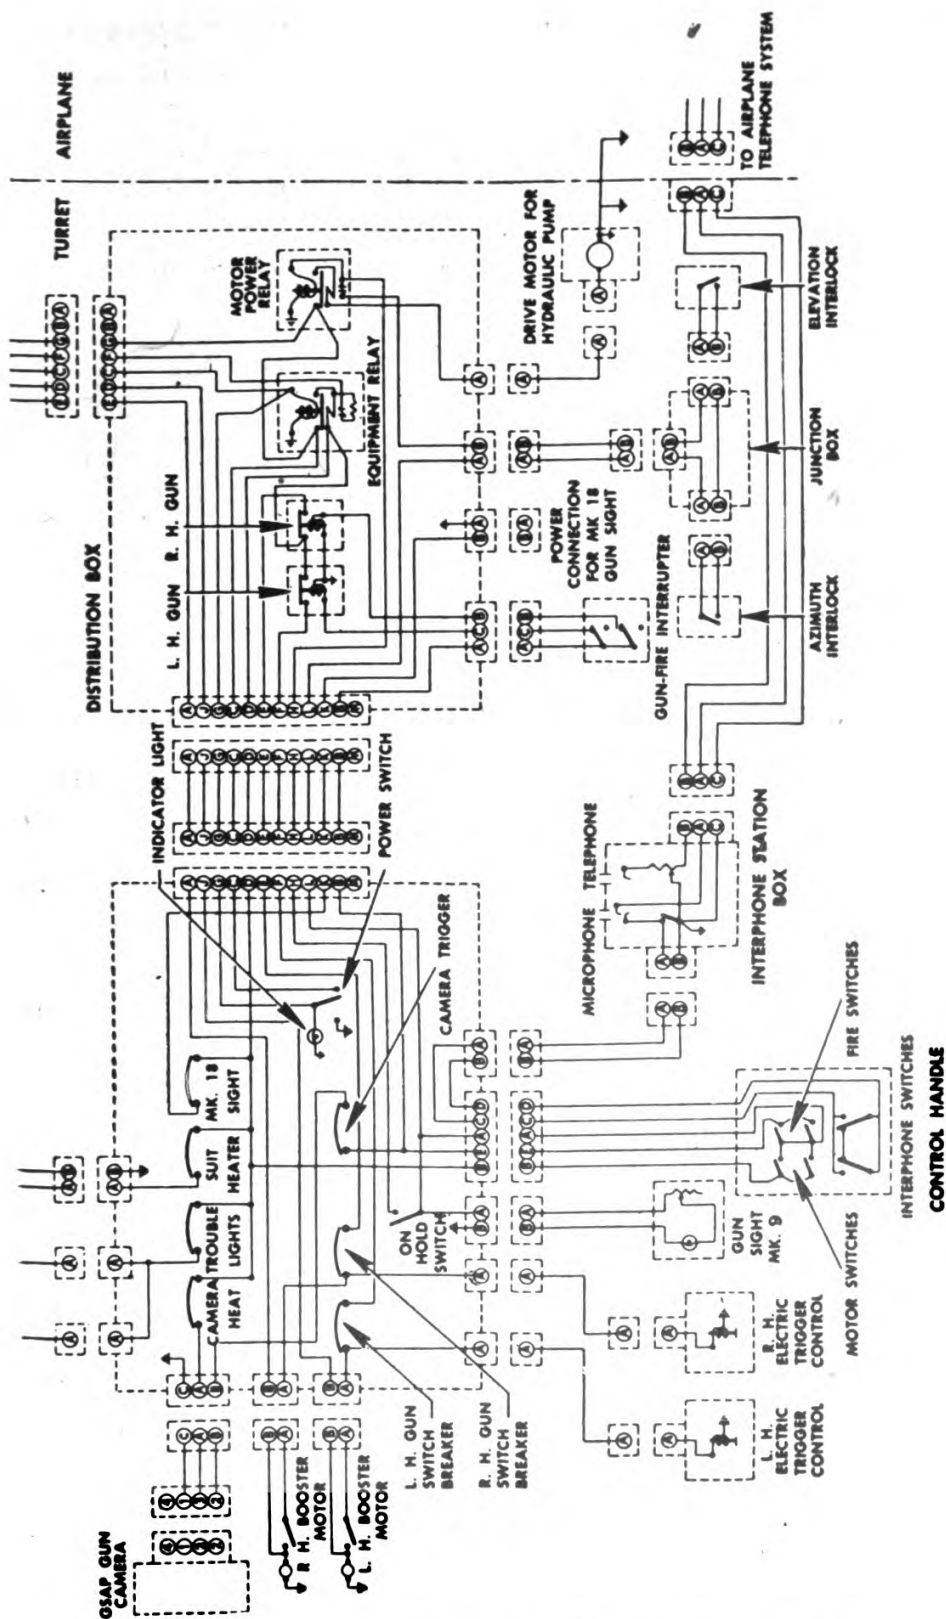 TURRET
AIRPLANE
DISTRIBUTION BOX
MOTOR
POWER
RELAY
EQUIPMENT RELAY
L. H. GUN
R. H. GUN
DRIVE MOTOR FOR
HYDRAULIC PUMP
TO AIRPLANE
TELEPHONE SYSTEM
POWER
CONNECTION
FOR MK 18
GUN SIGHT
ELEVATION
INTERLOCK
JUNCTION
BOX
GUN-FIRE INTERRUPTER
AZIMUTH
INTERLOCK
INDICATOR LIGHT
POWER SWITCH
CAMERA TRIGGER
MICROPHONE
TELEPHONE
INTERPHONE STATION
BOX
MK. 18
SIGHT
SUIT
HEATER
TROUBLE
LIGHTS
CAMERA
HEAT
ON
HOLD
SWITCH
GUN
SIGHT
MK. 9
FIRE SWITCHES
INTERPHONE SWITCHES
MOTOR SWITCHES
CONTROL HANDLE
R. H.
ELECTRIC
TRIGGER
CONTROL
L. H.
ELECTRIC
TRIGGER
CONTROL
L. H. GUN
SWITCH
BREAKER
R. H. GUN
SWITCH
BREAKER
R H. BOOSTER
MOTOR
L. H. BOOSTER
MOTOR
GSAP GUN
CAMERA